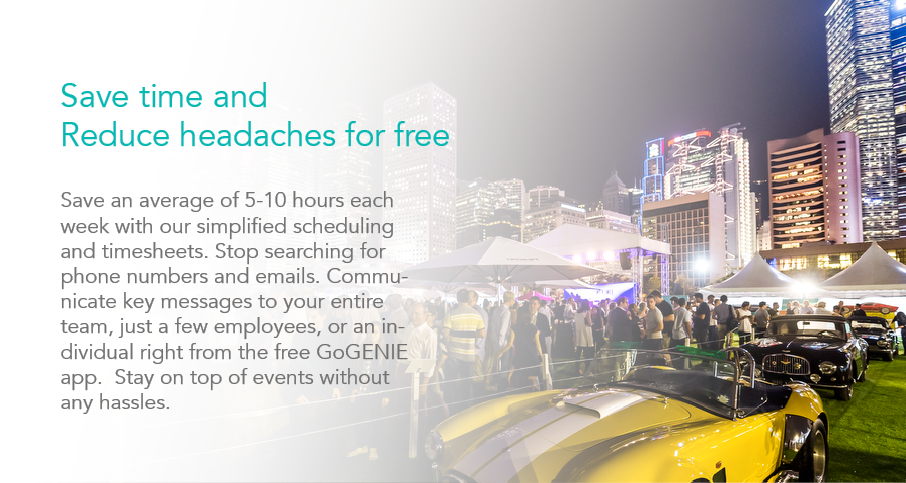 Save time and
Reduce headaches for free
Save an average of 5-10 hours each
week with our simplified scheduling
and timesheets. Stop searching for
phone numbers and emails. Commu-
nicate key messages to your entire
team, just a few employees, or an in-
dividual right from the free GoGENIE
app.  Stay on top of events without
any hassles.